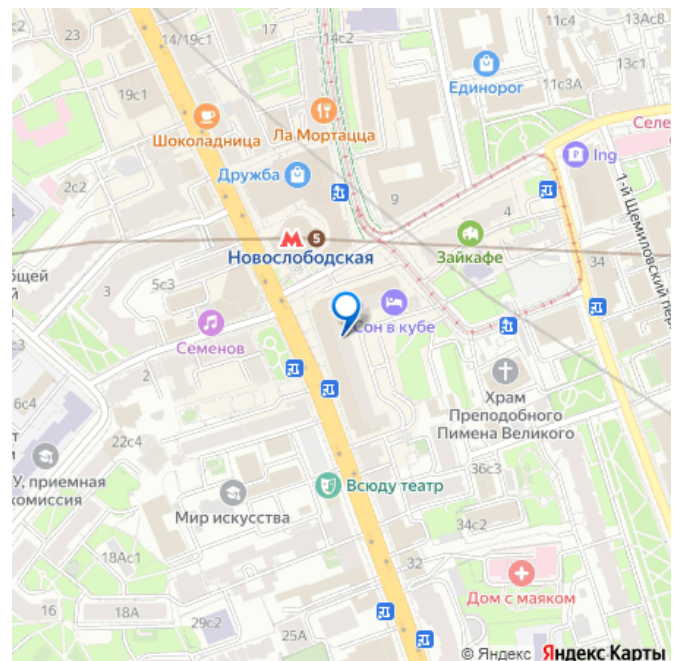 23
14/19с1
17
14с2
11с4
13Ас8
13с1
Единорог
11с3А
19с1
Шоколадница
Ла Мортацца
Селе
Ing
2с2
Дружба
9
4
1-й Щемиловский пер.
5
Новослободская
Зайкафе
34
бщей
й
5с3
3
Сон в кубе
Семенов
2
Храм
Преподобного
Пимена Великого
6с4
22с4
т
й
У, приемная
комиссия
36с3
Всюду театр
Мир искусства
34с2
18Ас1
32
Дом с маяком
16
18А
29с2
25А
© Яндекс Яндекс Карты